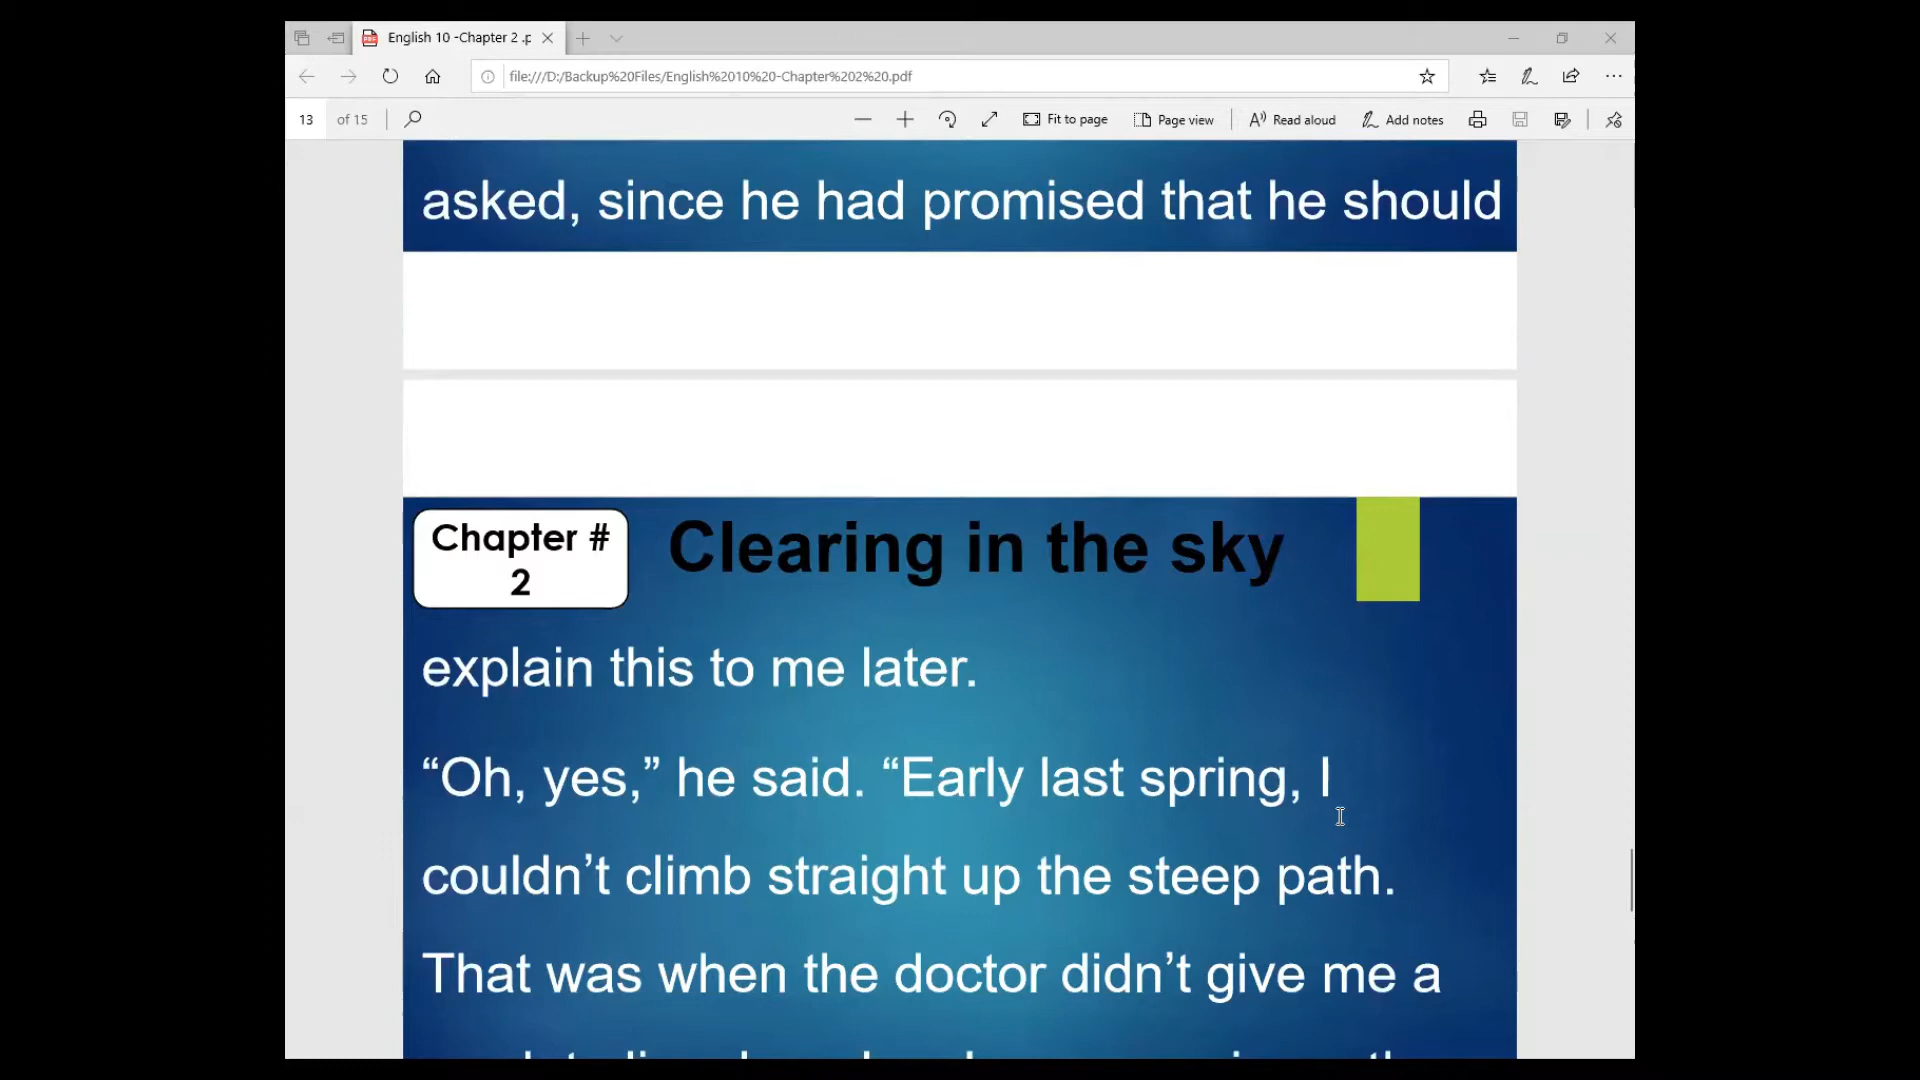 English 10 -Chapter 2 .p
file:///D:/Backup%20Files/English%2010%20-Chapter%202%20.pdf
13 of 15
Fit to page
Page view
Read aloud
Add notes
asked, since he had promised that he should
Chapter #
2
Clearing in the sky
explain this to me later.
“Oh, yes,” he said. “Early last spring, I
couldn’t climb straight up the steep path.
That was when the doctor didn’t give me a